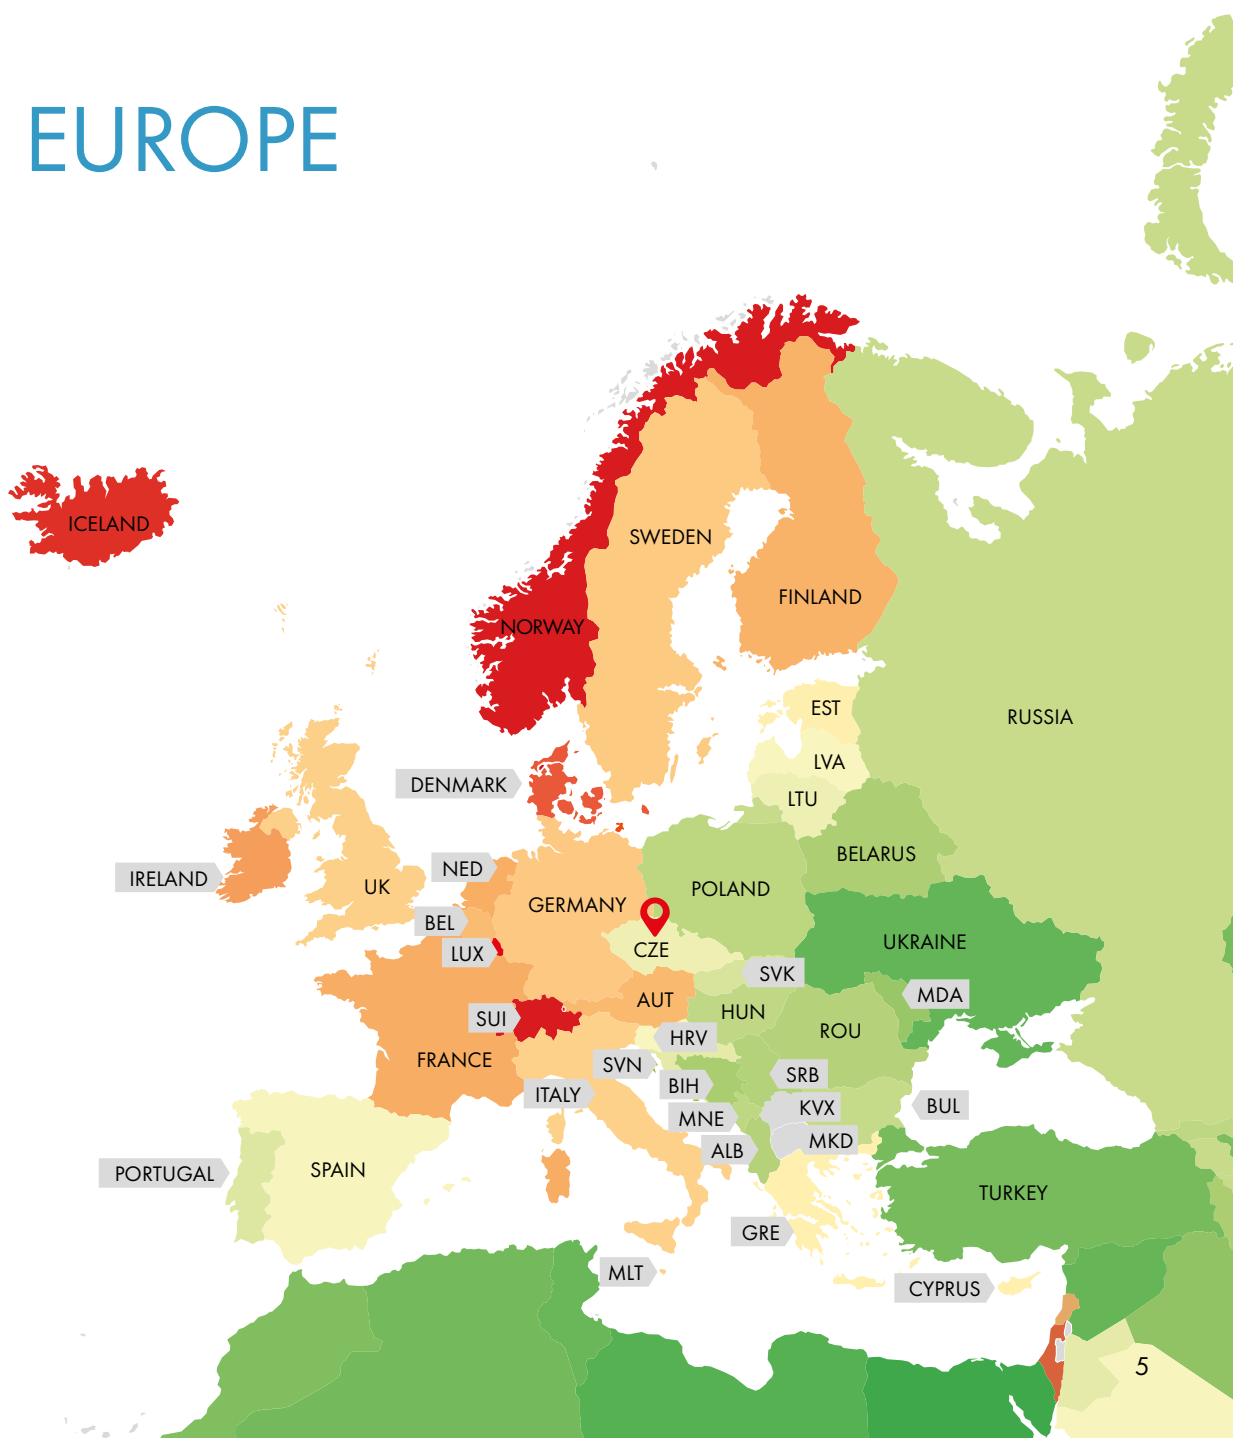 EUROPE
ICELAND
SWEDEN
FINLAND
NORWAY
EST
RUSSIA
LVA
DENMARK
LTU
BELARUS
NED
IRELAND
UK
POLAND
GERMANY
BEL
UKRAINE
CZE
LUX
SVK
MDA
AUT
HUN
SUI
ROU
HRV
FRANCE
SVN
SRB
BIH
ITALY
KVX
BUL
MNE
MKD
ALB
SPAIN
PORTUGAL
TURKEY
GRE
MLT
CYPRUS
5